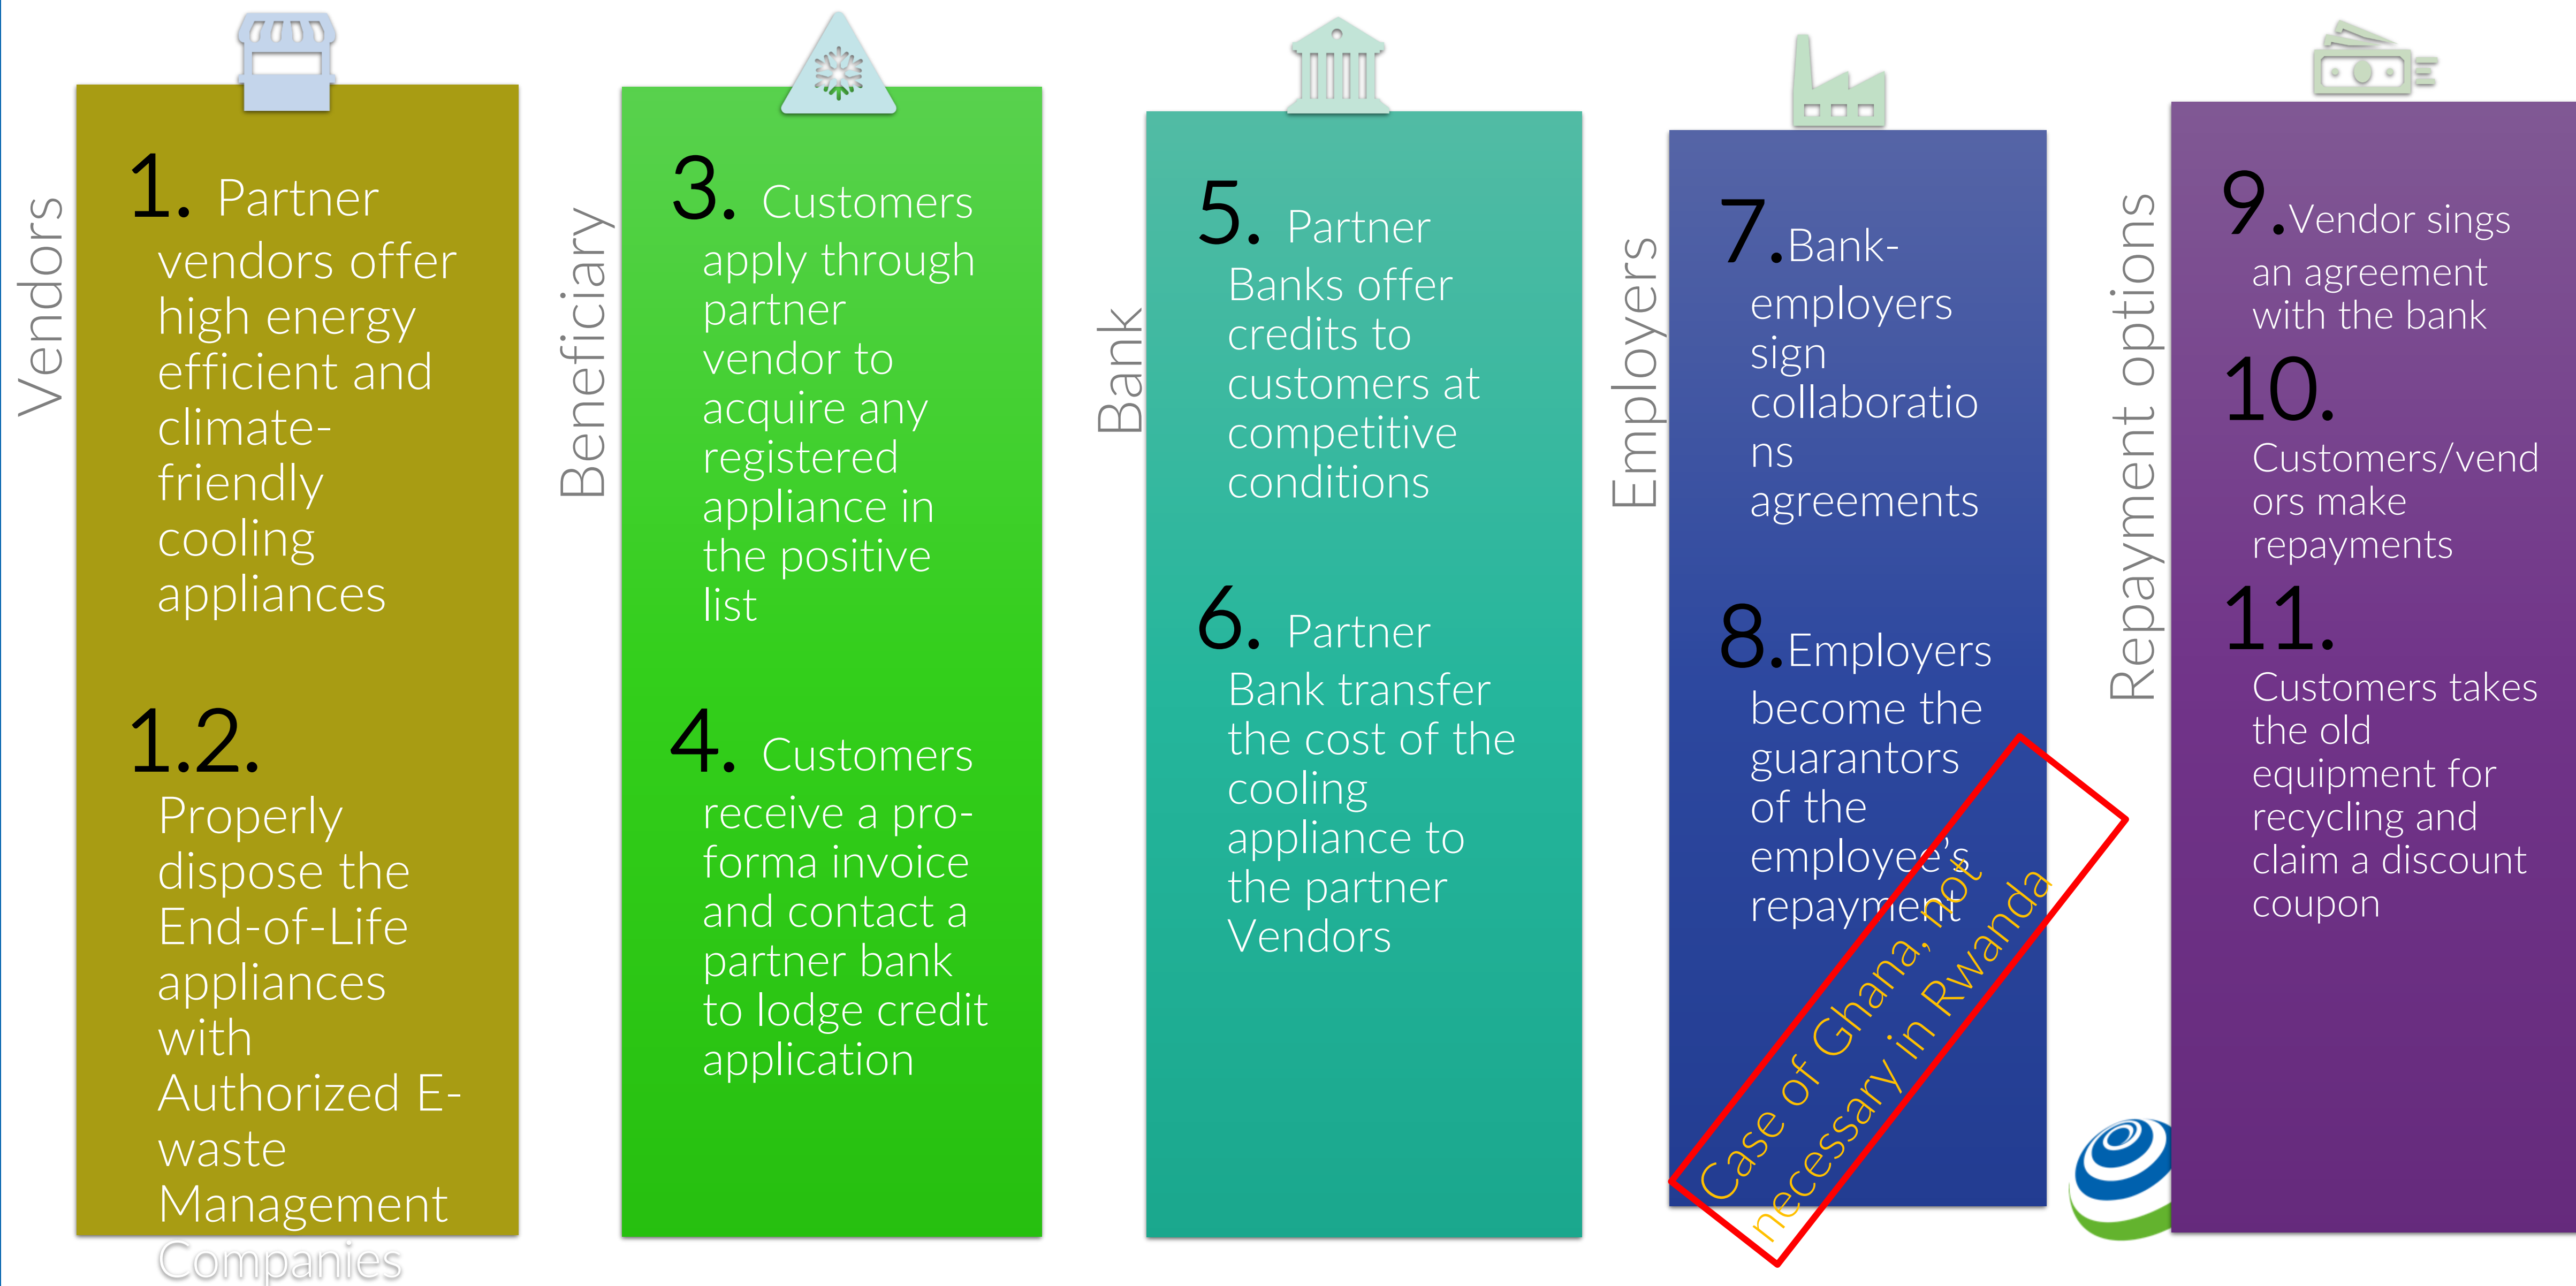 Vendors
1. Partner
vendors offer
high energy
efficient and
climate-
friendly
cooling
appliances
1.2.
Properly
dispose the
End-of-Life
appliances
with
Authorized E-
waste
Management
Companies
Beneficiary
3. Customers
apply through
partner
vendor to
acquire any
registered
appliance in
the positive
list
4. Customers
receive a pro-
forma invoice
and contact a
partner bank
to lodge credit
application
Bank
5. Partner
Banks offer
credits to
customers at
competitive
conditions
6. Partner
Bank transfer
the cost of the
cooling
appliance to
the partner
Vendors
Employers
7.Bank-
employers
sign
collaboratio
ns
agreements
8.Employers
become the
guarantors
of the
employee's
repayment
Case of Ghana, not
necessary in Rwanda
Repayment options
9.Vendor sings
an agreement
with the bank
10.
Customers/vend
ors make
repayments
11.
Customers takes
the old
equipment for
recycling and
claim a discount
coupon